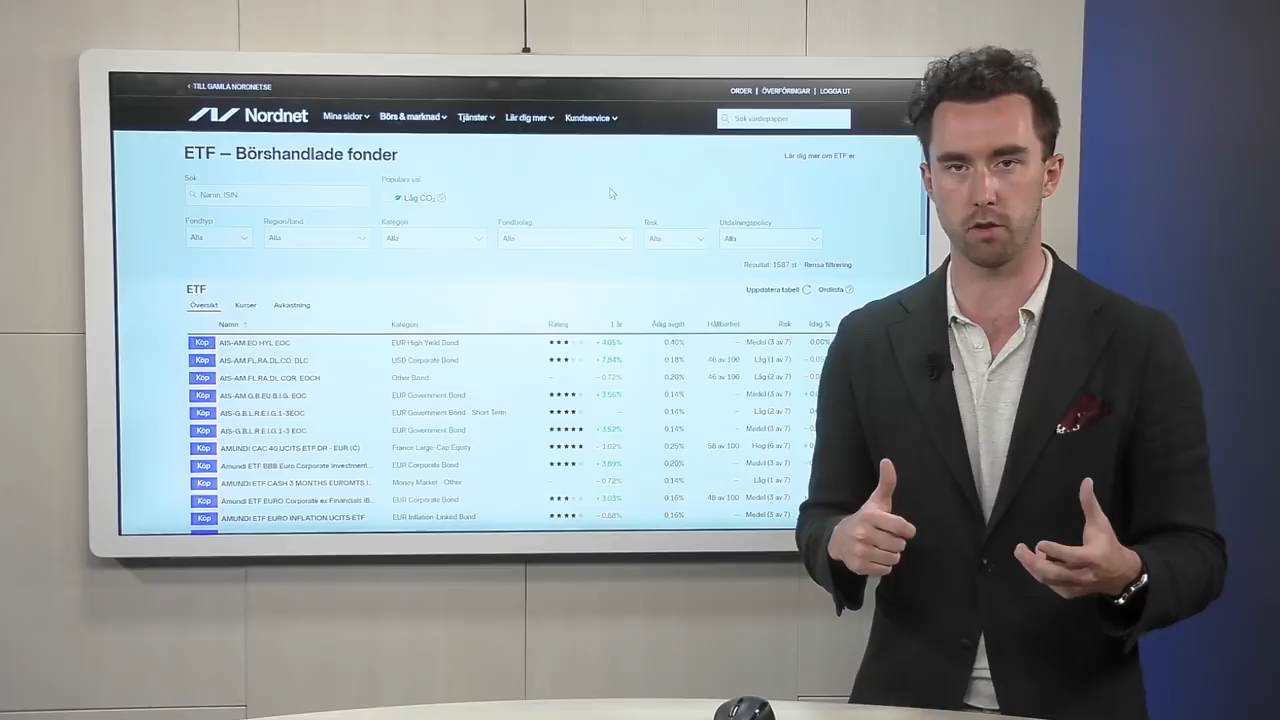 ‹ TILL GAMLA NORDNET.SE
ORDER | ÖVERFÖRINGAR | LOGGA UT
Nordnet Mina sidor Börs & marknad Tjänster Lär dig mer Kundservice Sök värdepapper
ETF – Börshandlade fonder Lär dig mer om ETF:er
Sök Populära val
Namn, ISIN Låg CO₂
Fondtyp Region/land Kategori Fondbolag Risk Utdelningspolicy
Alla Alla Alla Alla Alla Alla
Resultat: 1587 st Rensa filtrering
ETF Uppdatera tabell Ordlista
Översikt Kurser Avkastning
Namn ↑ Kategori Rating 1 år Årlig avgift Hållbarhet Risk Idag %
Köp AIS-AM.EO HYL EOC EUR High Yield Bond ★★★ +4,05% 0.40% – Medel (3 av 7) 0,00%
Köp AIS-AM.FL.RA.DL.CO. DLC USD Corporate Bond ★★★ +7,84% 0.18% 46 av 100 Låg (1 av 7)
Köp AIS-AM.FL.RA.DL COR. EOCH Other Bond – −0,72% 0.20% 46 av 100 Låg (2 av 7)
Köp AIS-AM.G.B.EU.B.I.G. EOC EUR Government Bond ★★★★ +3,56% 0.14% – Medel (3 av 7)
Köp AIS-G.B.L.R.E.I.G.1-3EOC EUR Government Bond - Short Term ★★★★ – 0.14% – Låg (2 av 7)
Köp AIS-G.B.L.R.E.I.G.1-3 EOC EUR Government Bond ★★★★★ +3,52% 0.14% – Medel (3 av 7)
Köp AMUNDI CAC 40 UCITS ETF DR - EUR (C) France Large-Cap Equity ★★★★★ −1,02% 0.25% 58 av 100 Hög (6 av 7)
Köp Amundi ETF BBB Euro Corporate Investment... EUR Corporate Bond ★★★★ +3,89% 0.20% – Medel (3 av 7)
Köp AMUNDI ETF CASH 3 MONTHS EUROMTS I... Money Market - Other – −0,72% 0.14% – Låg (1 av 7)
Köp Amundi ETF EURO Corporate ex Financials (B... EUR Corporate Bond ★★★ +3,03% 0.16% 48 av 100 Medel (3 av 7)
Köp AMUNDI ETF EURO INFLATION UCITS ETF EUR Inflation-Linked Bond ★★★★ −0,88% 0.16% – Medel (3 av 7)